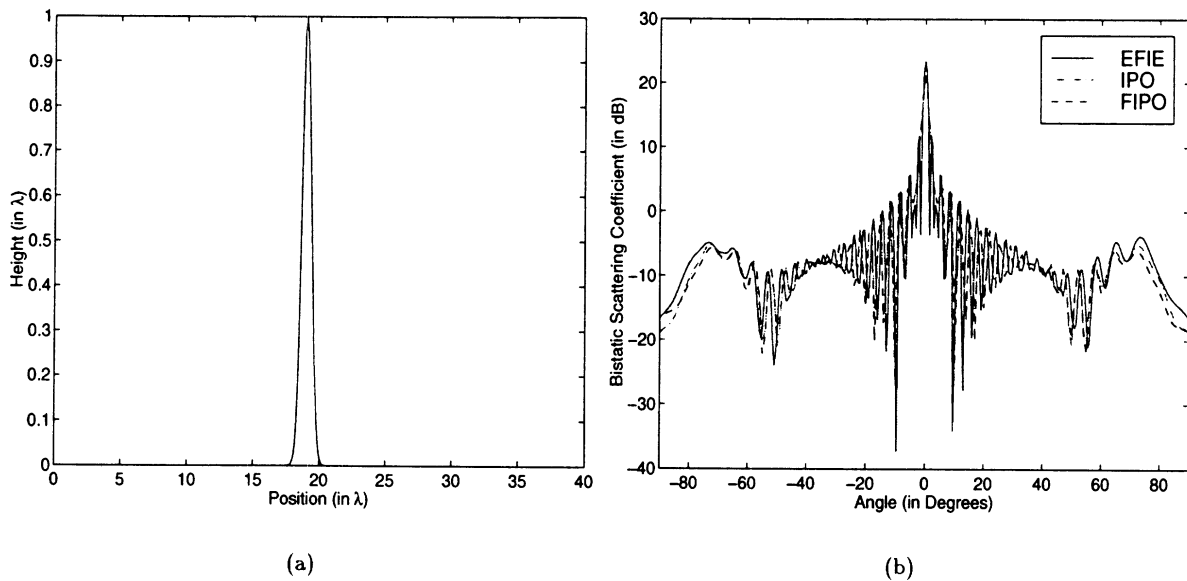 1
0.9
0.8
0.7
0.6
0.5
0.4
0.3
0.2
0.1
0
Height (in λ)
0 5 10 15 20 25 30 35 40
Position (in λ)
(a)
30
20
10
0
−10
−20
−30
−40
Bistatic Scattering Coefficient (in dB)
EFIE
IPO
FIPO
−80 −60 −40 −20 0 20 40 60 80
Angle (in Degrees)
(b)